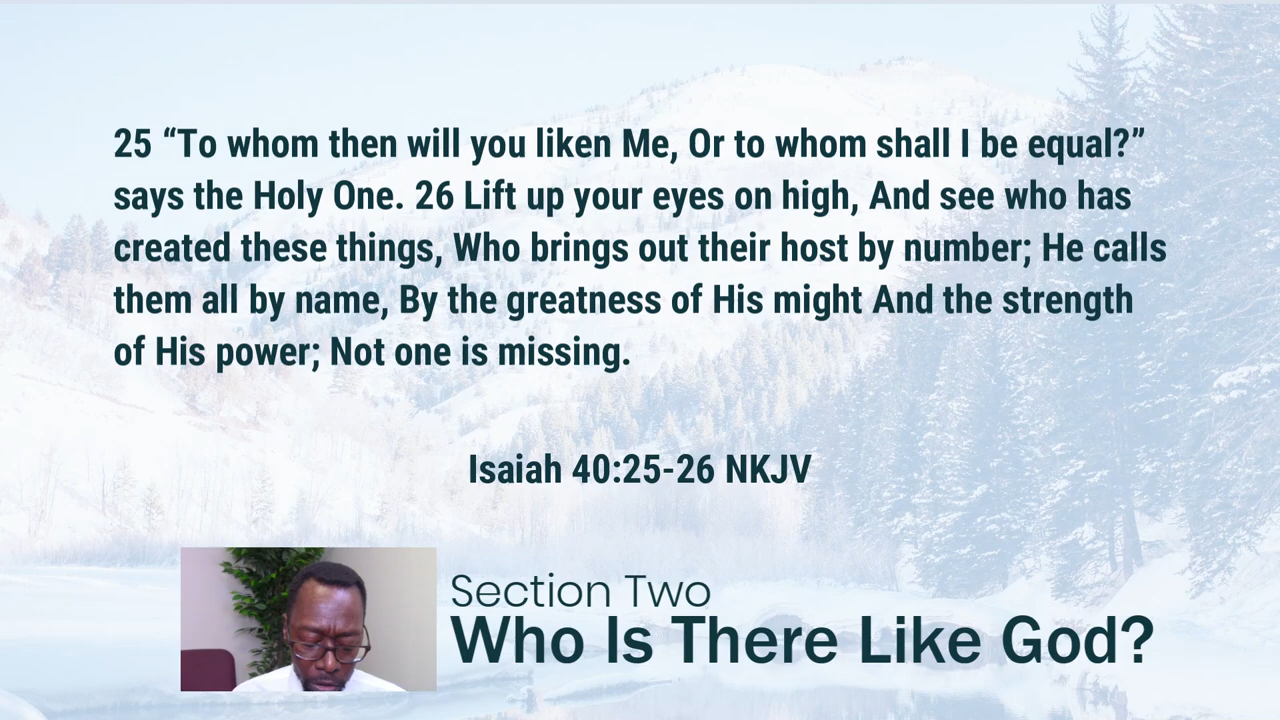 25 “To whom then will you liken Me, Or to whom shall I be equal?”
says the Holy One. 26 Lift up your eyes on high, And see who has
created these things, Who brings out their host by number; He calls
them all by name, By the greatness of His might And the strength
of His power; Not one is missing.
Isaiah 40:25-26 NKJV
Section Two
Who Is There Like God?